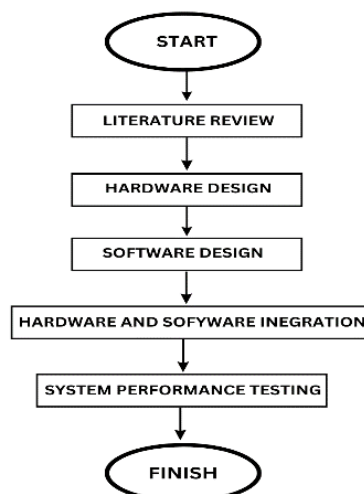 START
LITERATURE REVIEW
HARDWARE DESIGN
SOFTWARE DESIGN
HARDWARE AND SOFYWARE INEGRATION
SYSTEM PERFORMANCE TESTING
FINISH